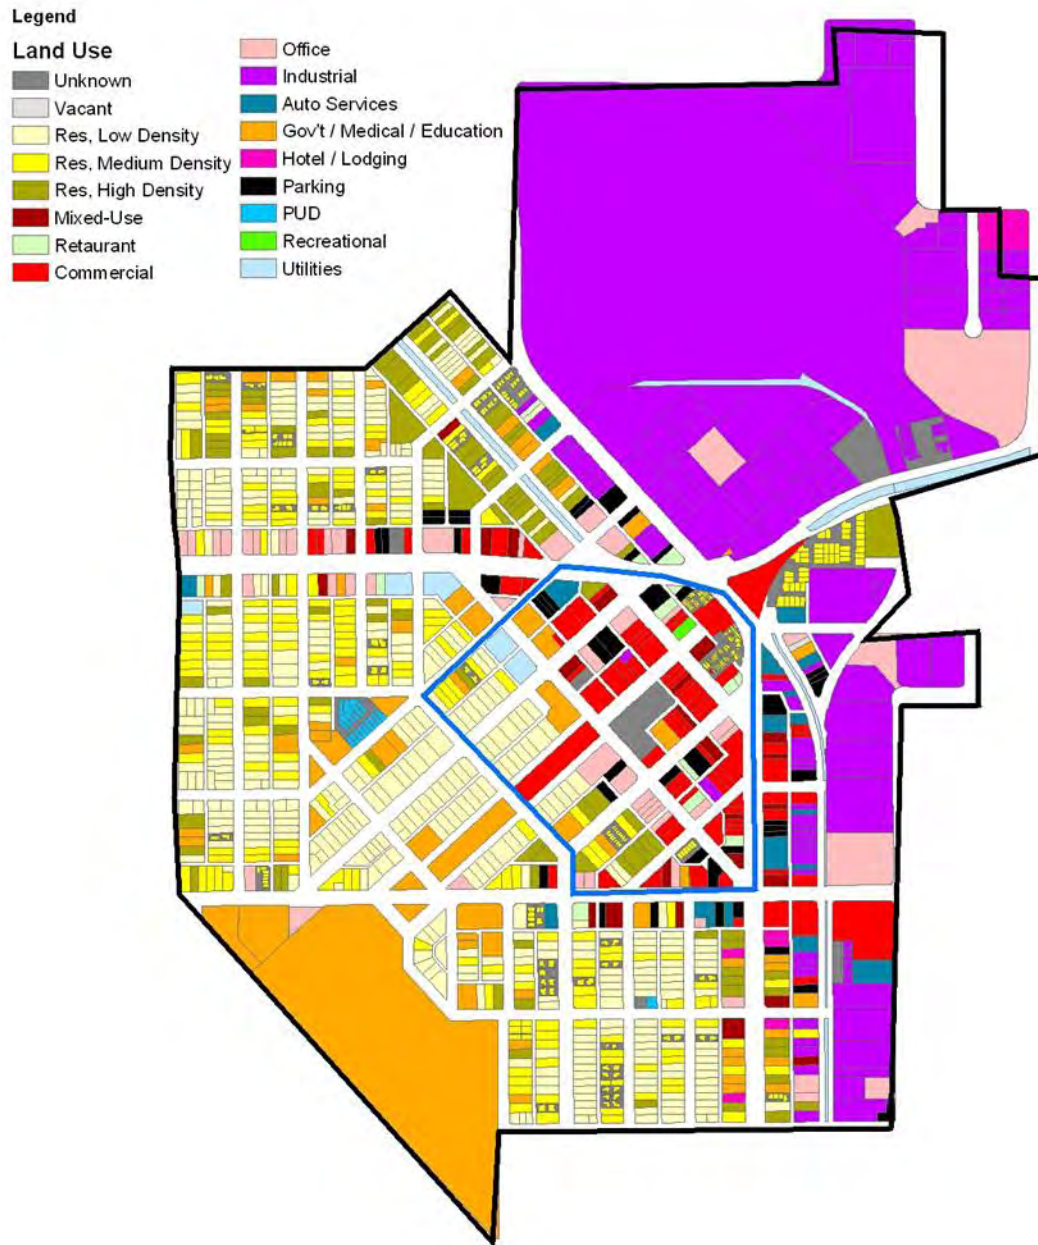 Legend
Land Use
Unknown
Vacant
Res, Low Density
Res, Medium Density
Res, High Density
Mixed-Use
Retaurant
Commercial
Office
Industrial
Auto Services
Gov't / Medical / Education
Hotel / Lodging
Parking
PUD
Recreational
Utilities